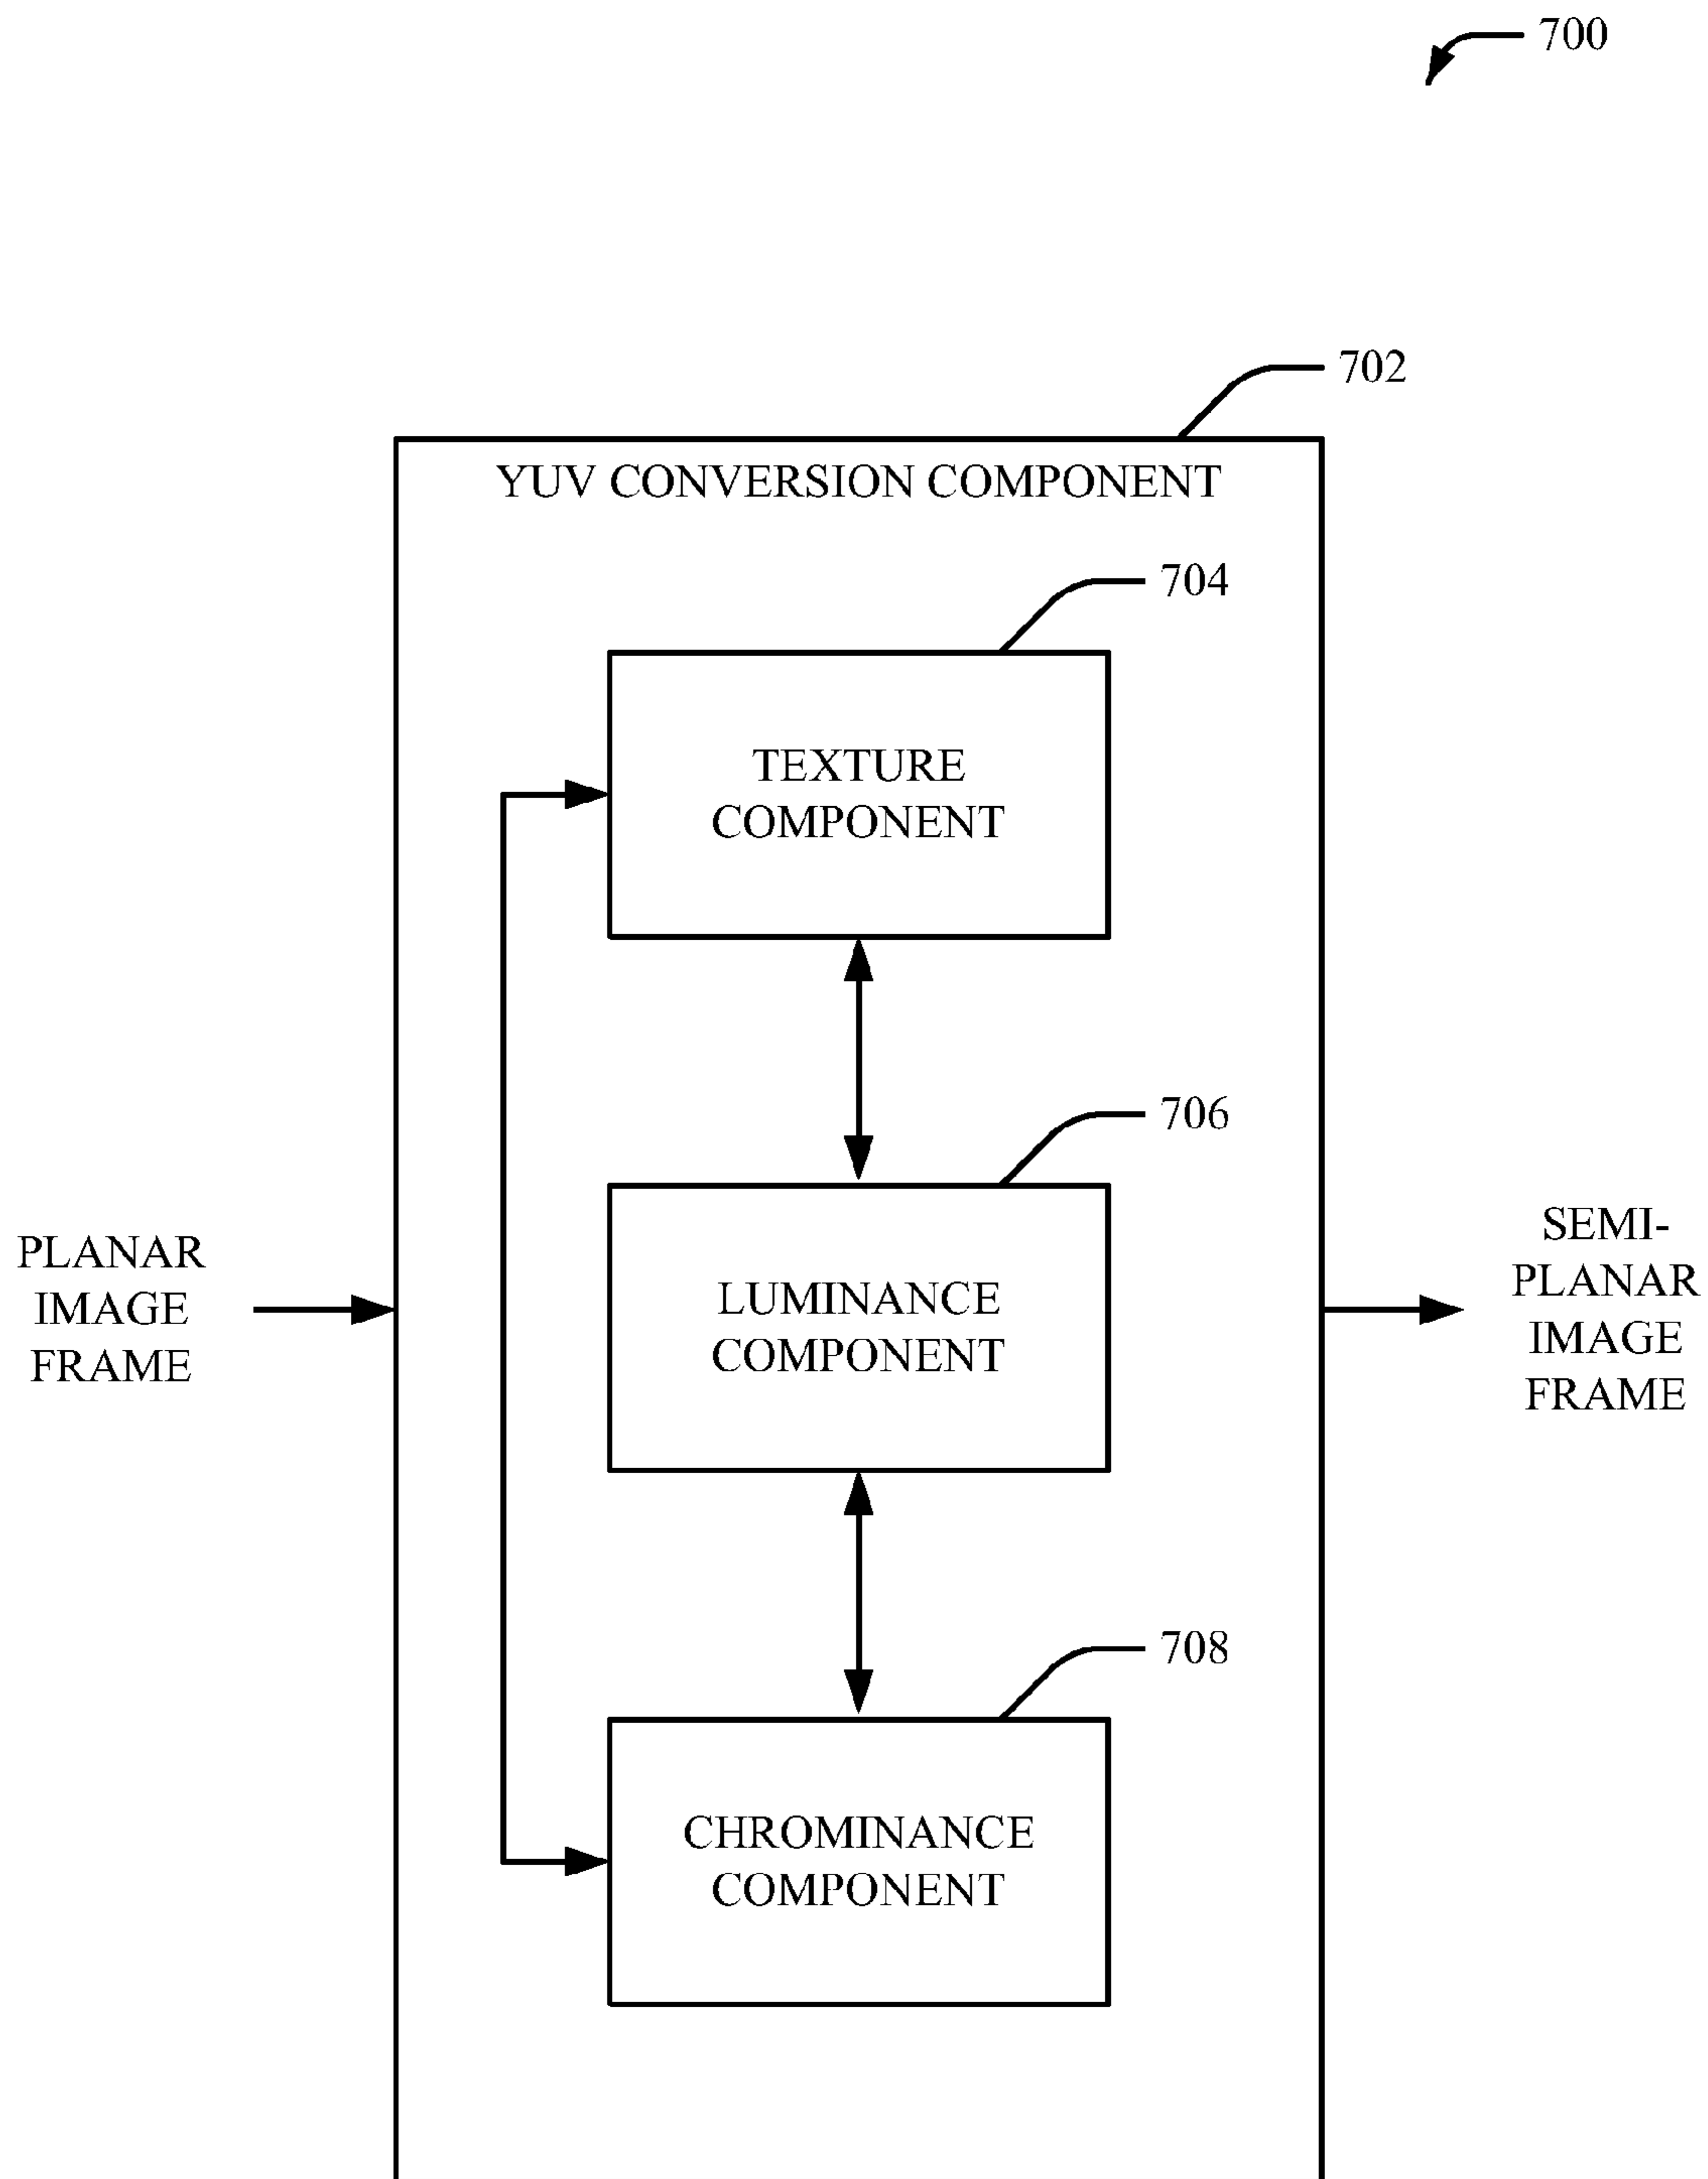 700
702
YUV CONVERSION COMPONENT
704
TEXTURE
COMPONENT
706
PLANAR
IMAGE
FRAME
LUMINANCE
COMPONENT
SEMI-
PLANAR
IMAGE
FRAME
708
CHROMINANCE
COMPONENT